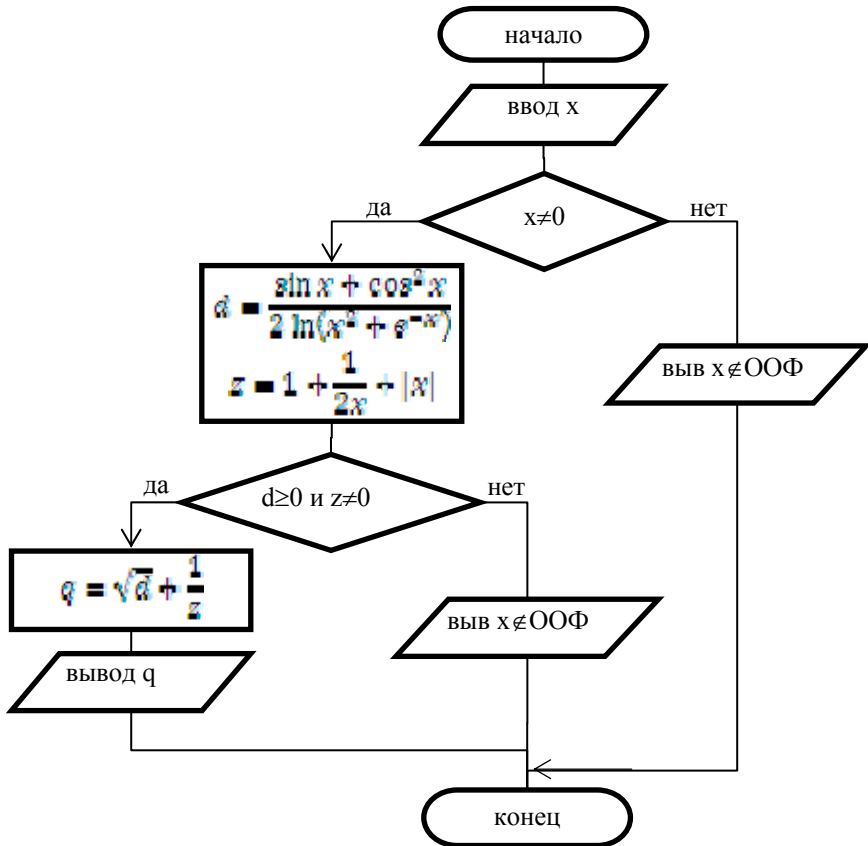 начало
ввод x
да
x≠0
нет
d = (sin x + cos² x) / (2 ln(x² + e⁻ˣ))
z = 1 + 1/(2x) + |x|
выв x∉ООФ
да
d≥0 и z≠0
нет
q = √d + 1/z
выв x∉ООФ
вывод q
конец